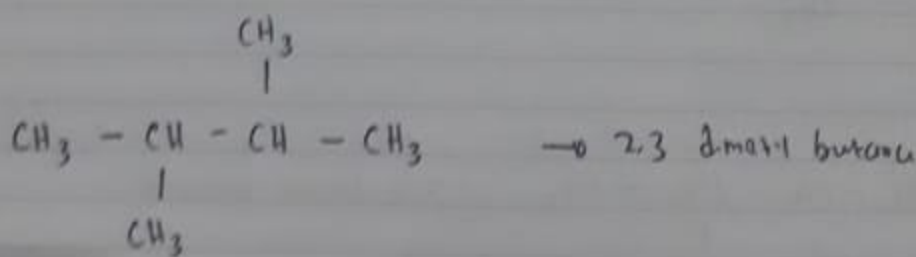 CH3
|
CH3 - CH - CH - CH3 → 2,3 dimetil butana
|
CH3